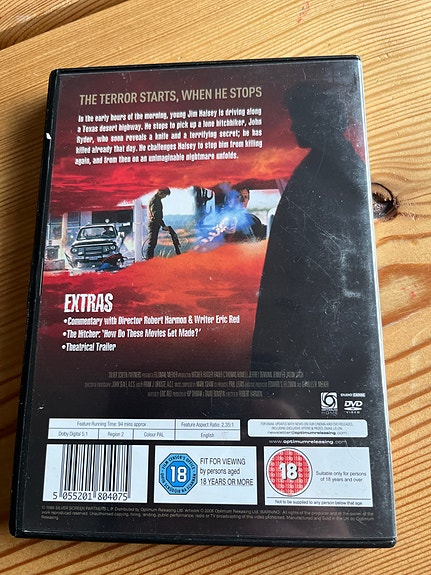 THE TERROR STARTS, WHEN HE STOPS
In the early hours of the morning, young Jim Halsey is driving along
a Texas desert highway. He stops to pick up a lone hitchhiker, John
Ryder, who soon reveals a knife and a terrifying secret; he has
killed already that day. He challenges Halsey to stop him from killing
again, and from then on an unimaginable nightmare unfolds.
EXTRAS
•Commentary with Director Robert Harmon & Writer Eric Red
•The Hitcher: 'How Do These Movies Get Made?'
•Theatrical Trailer
SILVER SCREEN PARTNERS
ROBERT HARMON
optimum
RELEASING
DVD
VIDEO
Feature Running Time: 94 mins approx
Feature Aspect Ratio: 2.35:1
Dolby Digital 5.1
Region 2
Colour PAL
English
www.optimumreleasing.com
5 055201 804075
18
FIT FOR VIEWING
by persons aged
18 YEARS OR MORE
18
Suitable only for persons
of 18 years and over
Not to be supplied to any person below that age